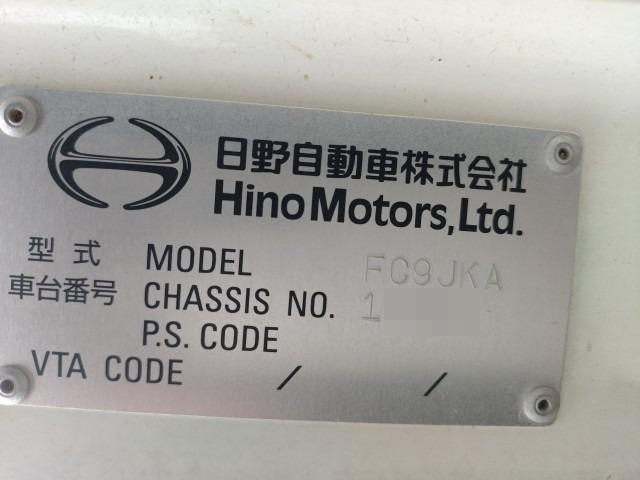 日野自動車株式会社
Hino Motors, Ltd.
型式 MODEL FC9JKA
車台番号 CHASSIS NO. 1
P.S. CODE
VTA CODE / /